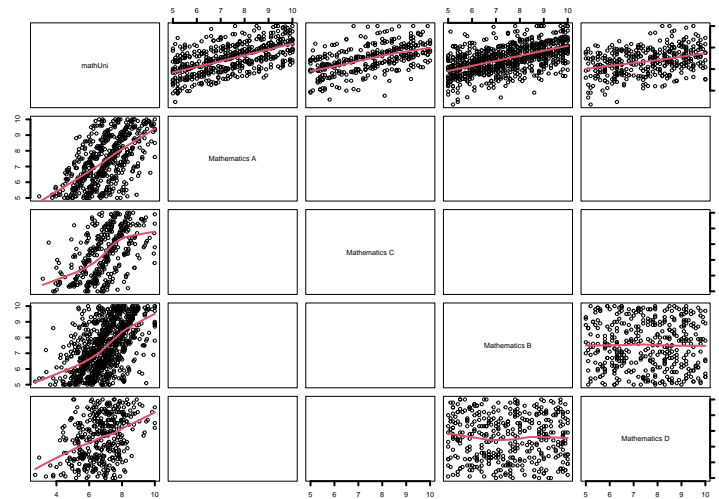 5 6 7 8 9 10 5 6 7 8 9 10
mathUni
5 6 7 8 9 10
Mathematics A
Mathematics C
5 6 7 8 9 10
Mathematics B
Mathematics D
4 6 8 10 5 6 7 8 9 10 5 6 7 8 9 10